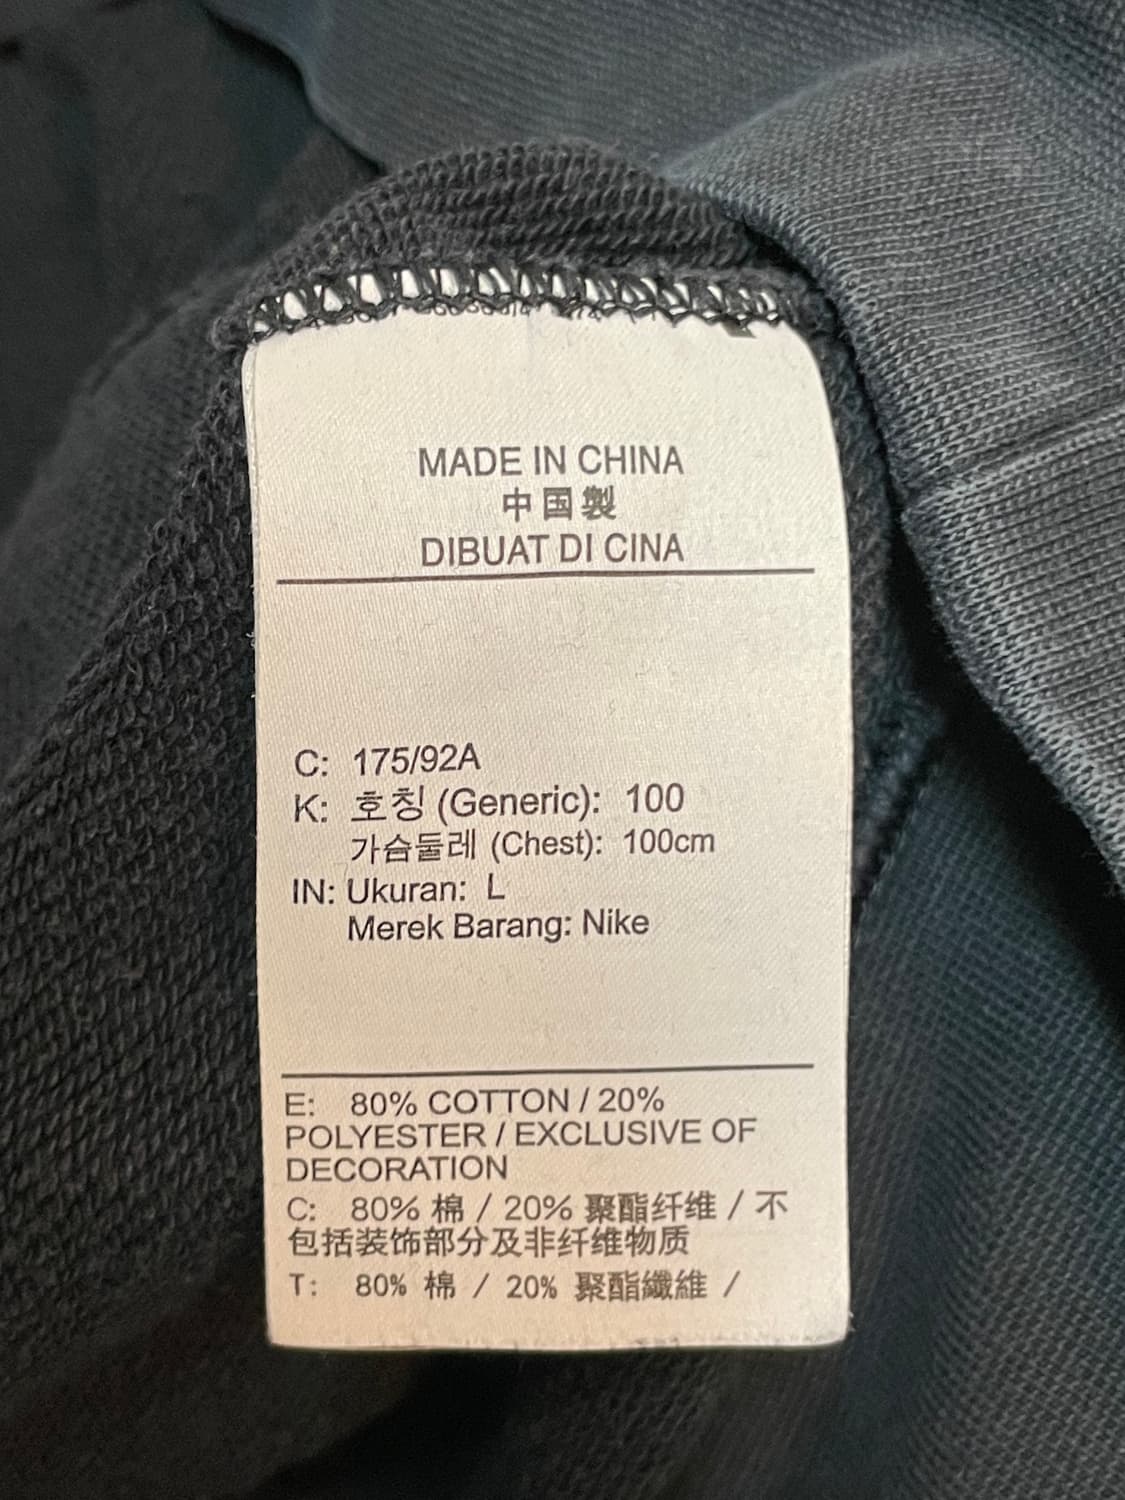 MADE IN CHINA
中国製
DIBUAT DI CINA
C: 175/92A
K: 호칭 (Generic): 100
가슴둘레 (Chest): 100cm
IN: Ukuran: L
Merek Barang: Nike
E: 80% COTTON / 20%
POLYESTER / EXCLUSIVE OF
DECORATION
C: 80% 棉 / 20% 聚酯纤维 / 不
包括装饰部分及非纤维物质
T: 80% 棉 / 20% 聚酯纖維 /